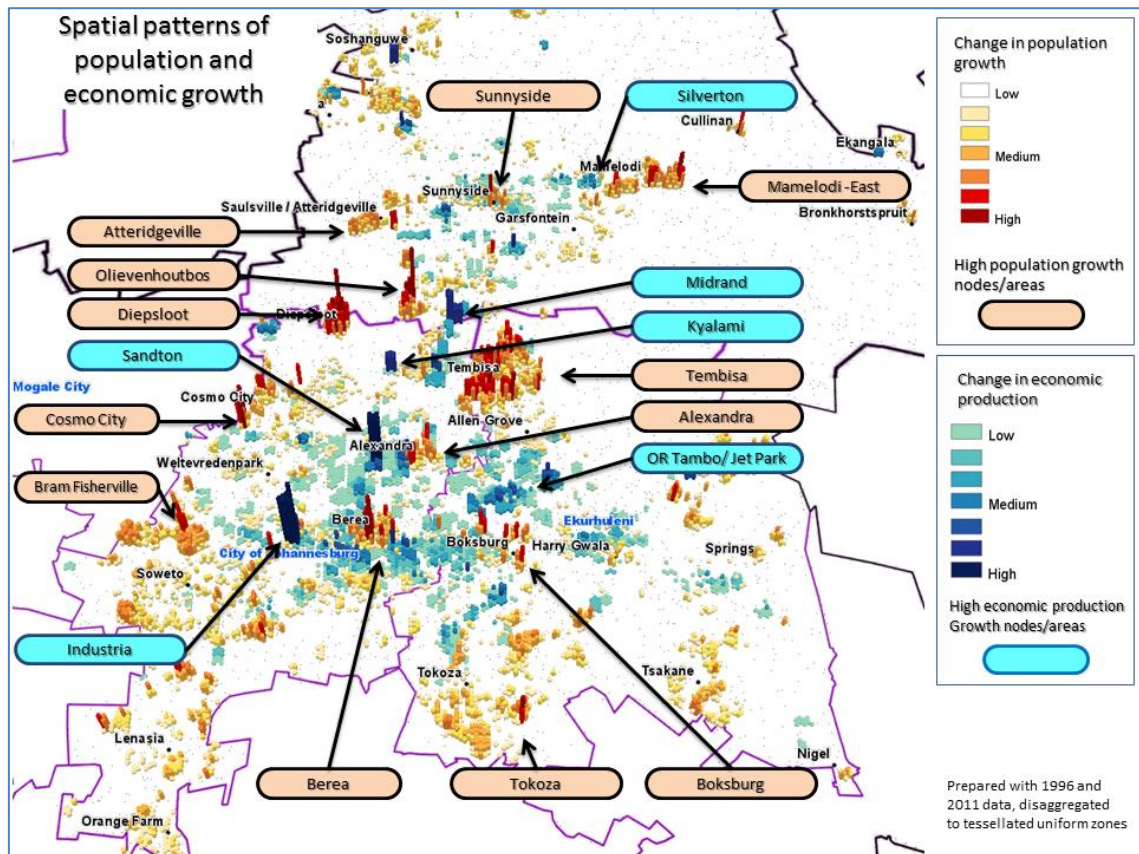 Spatial patterns of
population and
economic growth
Soshanguwe
Sunnyside
Silverton
Cullinan
Ekangala
Mamelodi
Sunnyside
Mamelodi -East
Saulsville / Atteridgeville
Garsfontein
Bronkhorstspruit
Atteridgeville
Olievenhoutbos
Midrand
Diepsloot
Diepsloot
Kyalami
Sandton
Tembisa
Tembisa
Mogale City
Cosmo City
Cosmo City
Allen Grove
Alexandra
Alexandra
Weltevredenpark
OR Tambo/ Jet Park
Bram Fisherville
Berea
Ekurhuleni
City of Johannesburg
Boksburg
Harry Gwala
Springs
Soweto
Industria
Tokoza
Tsakane
Lenasia
Nigel
Berea
Tokoza
Boksburg
Orange Farm
Change in population
growth
Low
Medium
High
High population growth
nodes/areas
Change in economic
production
Low
Medium
High
High economic production
Growth nodes/areas
Prepared with 1996 and
2011 data, disaggregated
to tessellated uniform zones